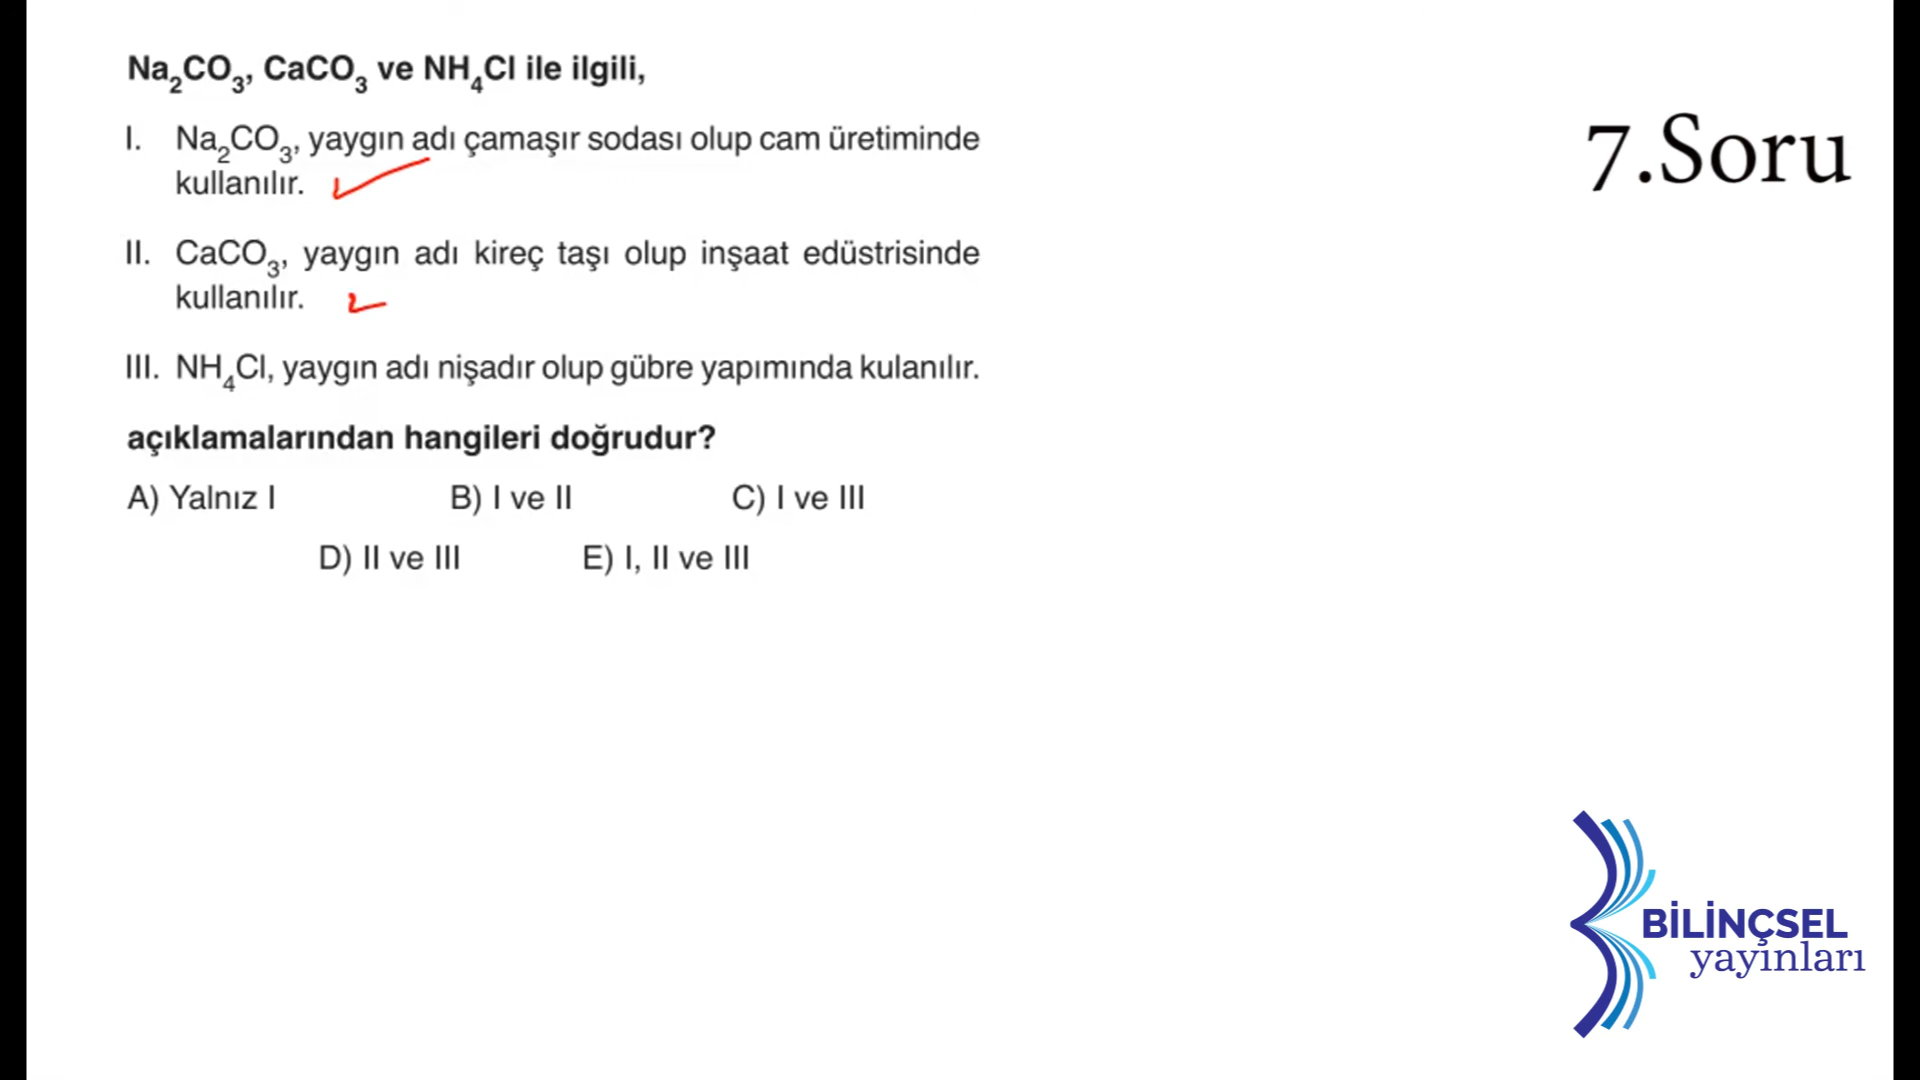 Na₂CO₃, CaCO₃ ve NH₄Cl ile ilgili,
7.Soru
I. Na₂CO₃, yaygın adı çamaşır sodası olup cam üretiminde
kullanılır.
II. CaCO₃, yaygın adı kireç taşı olup inşaat edüstrisinde
kullanılır.
III. NH₄Cl, yaygın adı nişadır olup gübre yapımında kulanılır.
açıklamalarından hangileri doğrudur?
A) Yalnız I B) I ve II C) I ve III
D) II ve III E) I, II ve III
BİLİNÇSEL
yayınları